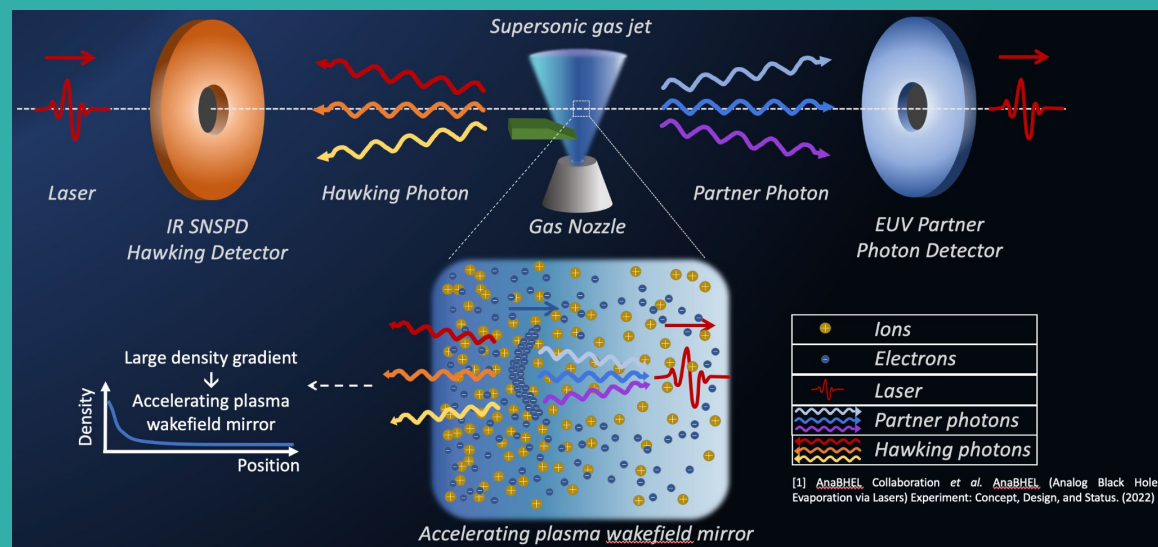 Supersonic gas jet
Laser
Hawking Photon
Partner Photon
IR SNSPD
Hawking Detector
Gas Nozzle
EUV Partner
Photon Detector
Large density gradient
↓
Accelerating plasma
wakefield mirror
Density
Position
Ions
Electrons
Laser
Partner photons
Hawking photons
[1] AnaBHEL Collaboration et al. AnaBHEL (Analog Black Hole
Evaporation via Lasers) Experiment: Concept, Design, and Status. (2022)
Accelerating plasma wakefield mirror